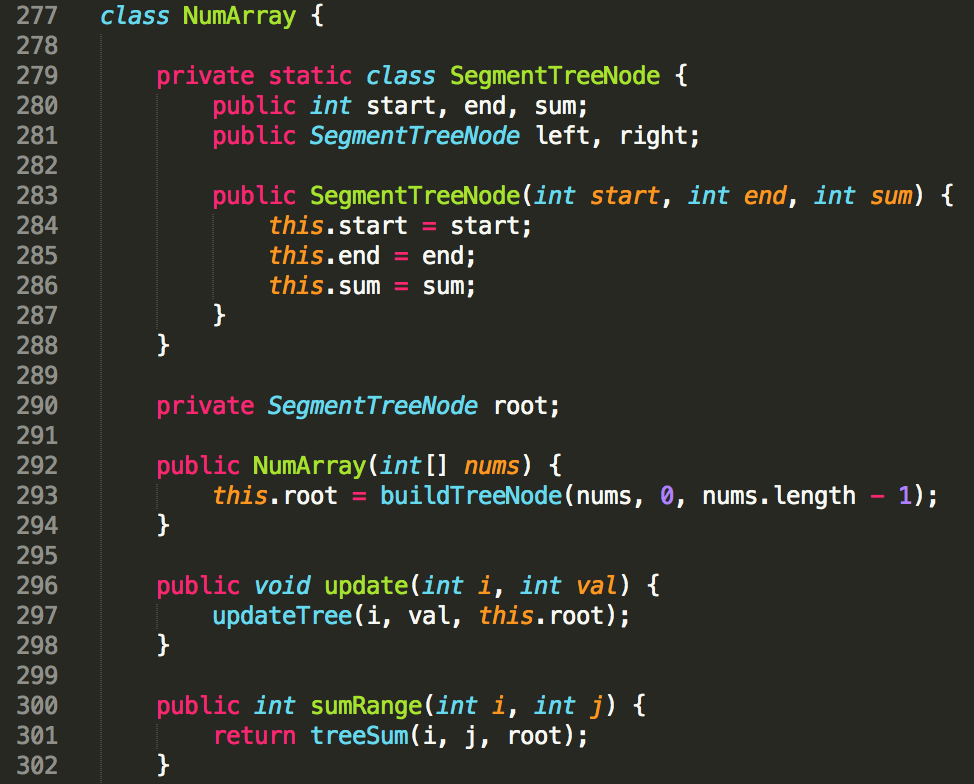 277 class NumArray {
278
279     private static class SegmentTreeNode {
280         public int start, end, sum;
281         public SegmentTreeNode left, right;
282
283         public SegmentTreeNode(int start, int end, int sum) {
284             this.start = start;
285             this.end = end;
286             this.sum = sum;
287         }
288     }
289
290     private SegmentTreeNode root;
291
292     public NumArray(int[] nums) {
293         this.root = buildTreeNode(nums, 0, nums.length - 1);
294     }
295
296     public void update(int i, int val) {
297         updateTree(i, val, this.root);
298     }
299
300     public int sumRange(int i, int j) {
301         return treeSum(i, j, root);
302     }